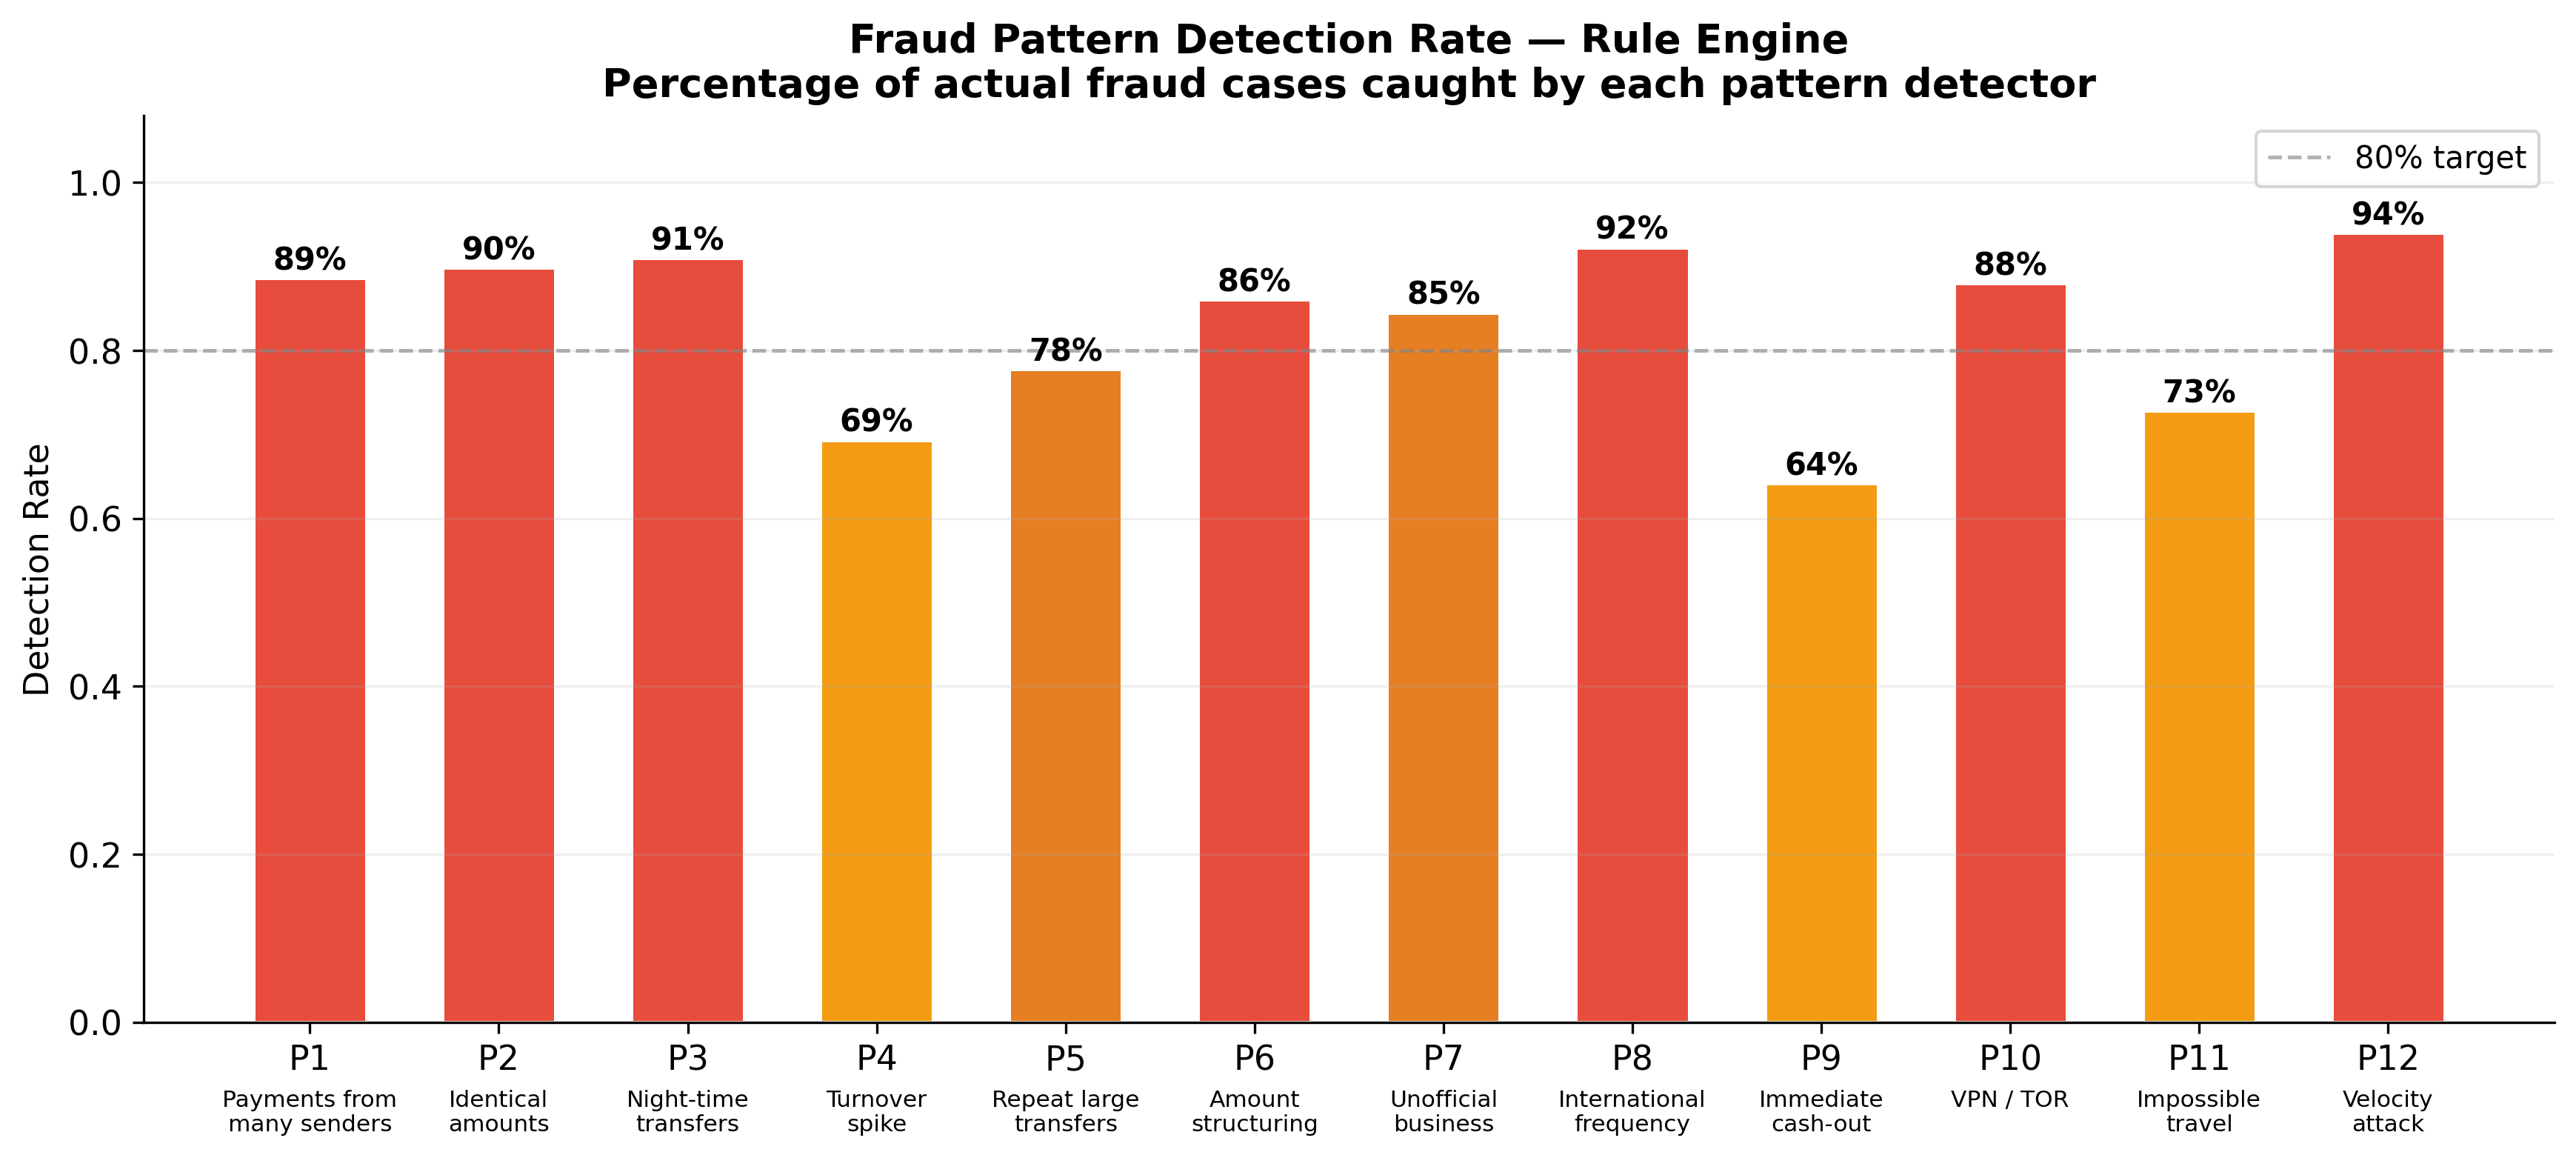 Fraud Pattern Detection Rate — Rule Engine
Percentage of actual fraud cases caught by each pattern detector
80% target
Detection Rate
1.0
0.8
0.6
0.4
0.2
0.0
89%
90%
91%
69%
78%
86%
85%
92%
64%
88%
73%
94%
P1
Payments from
many senders
P2
Identical
amounts
P3
Night-time
transfers
P4
Turnover
spike
P5
Repeat large
transfers
P6
Amount
structuring
P7
Unofficial
business
P8
International
frequency
P9
Immediate
cash-out
P10
VPN / TOR
P11
Impossible
travel
P12
Velocity
attack